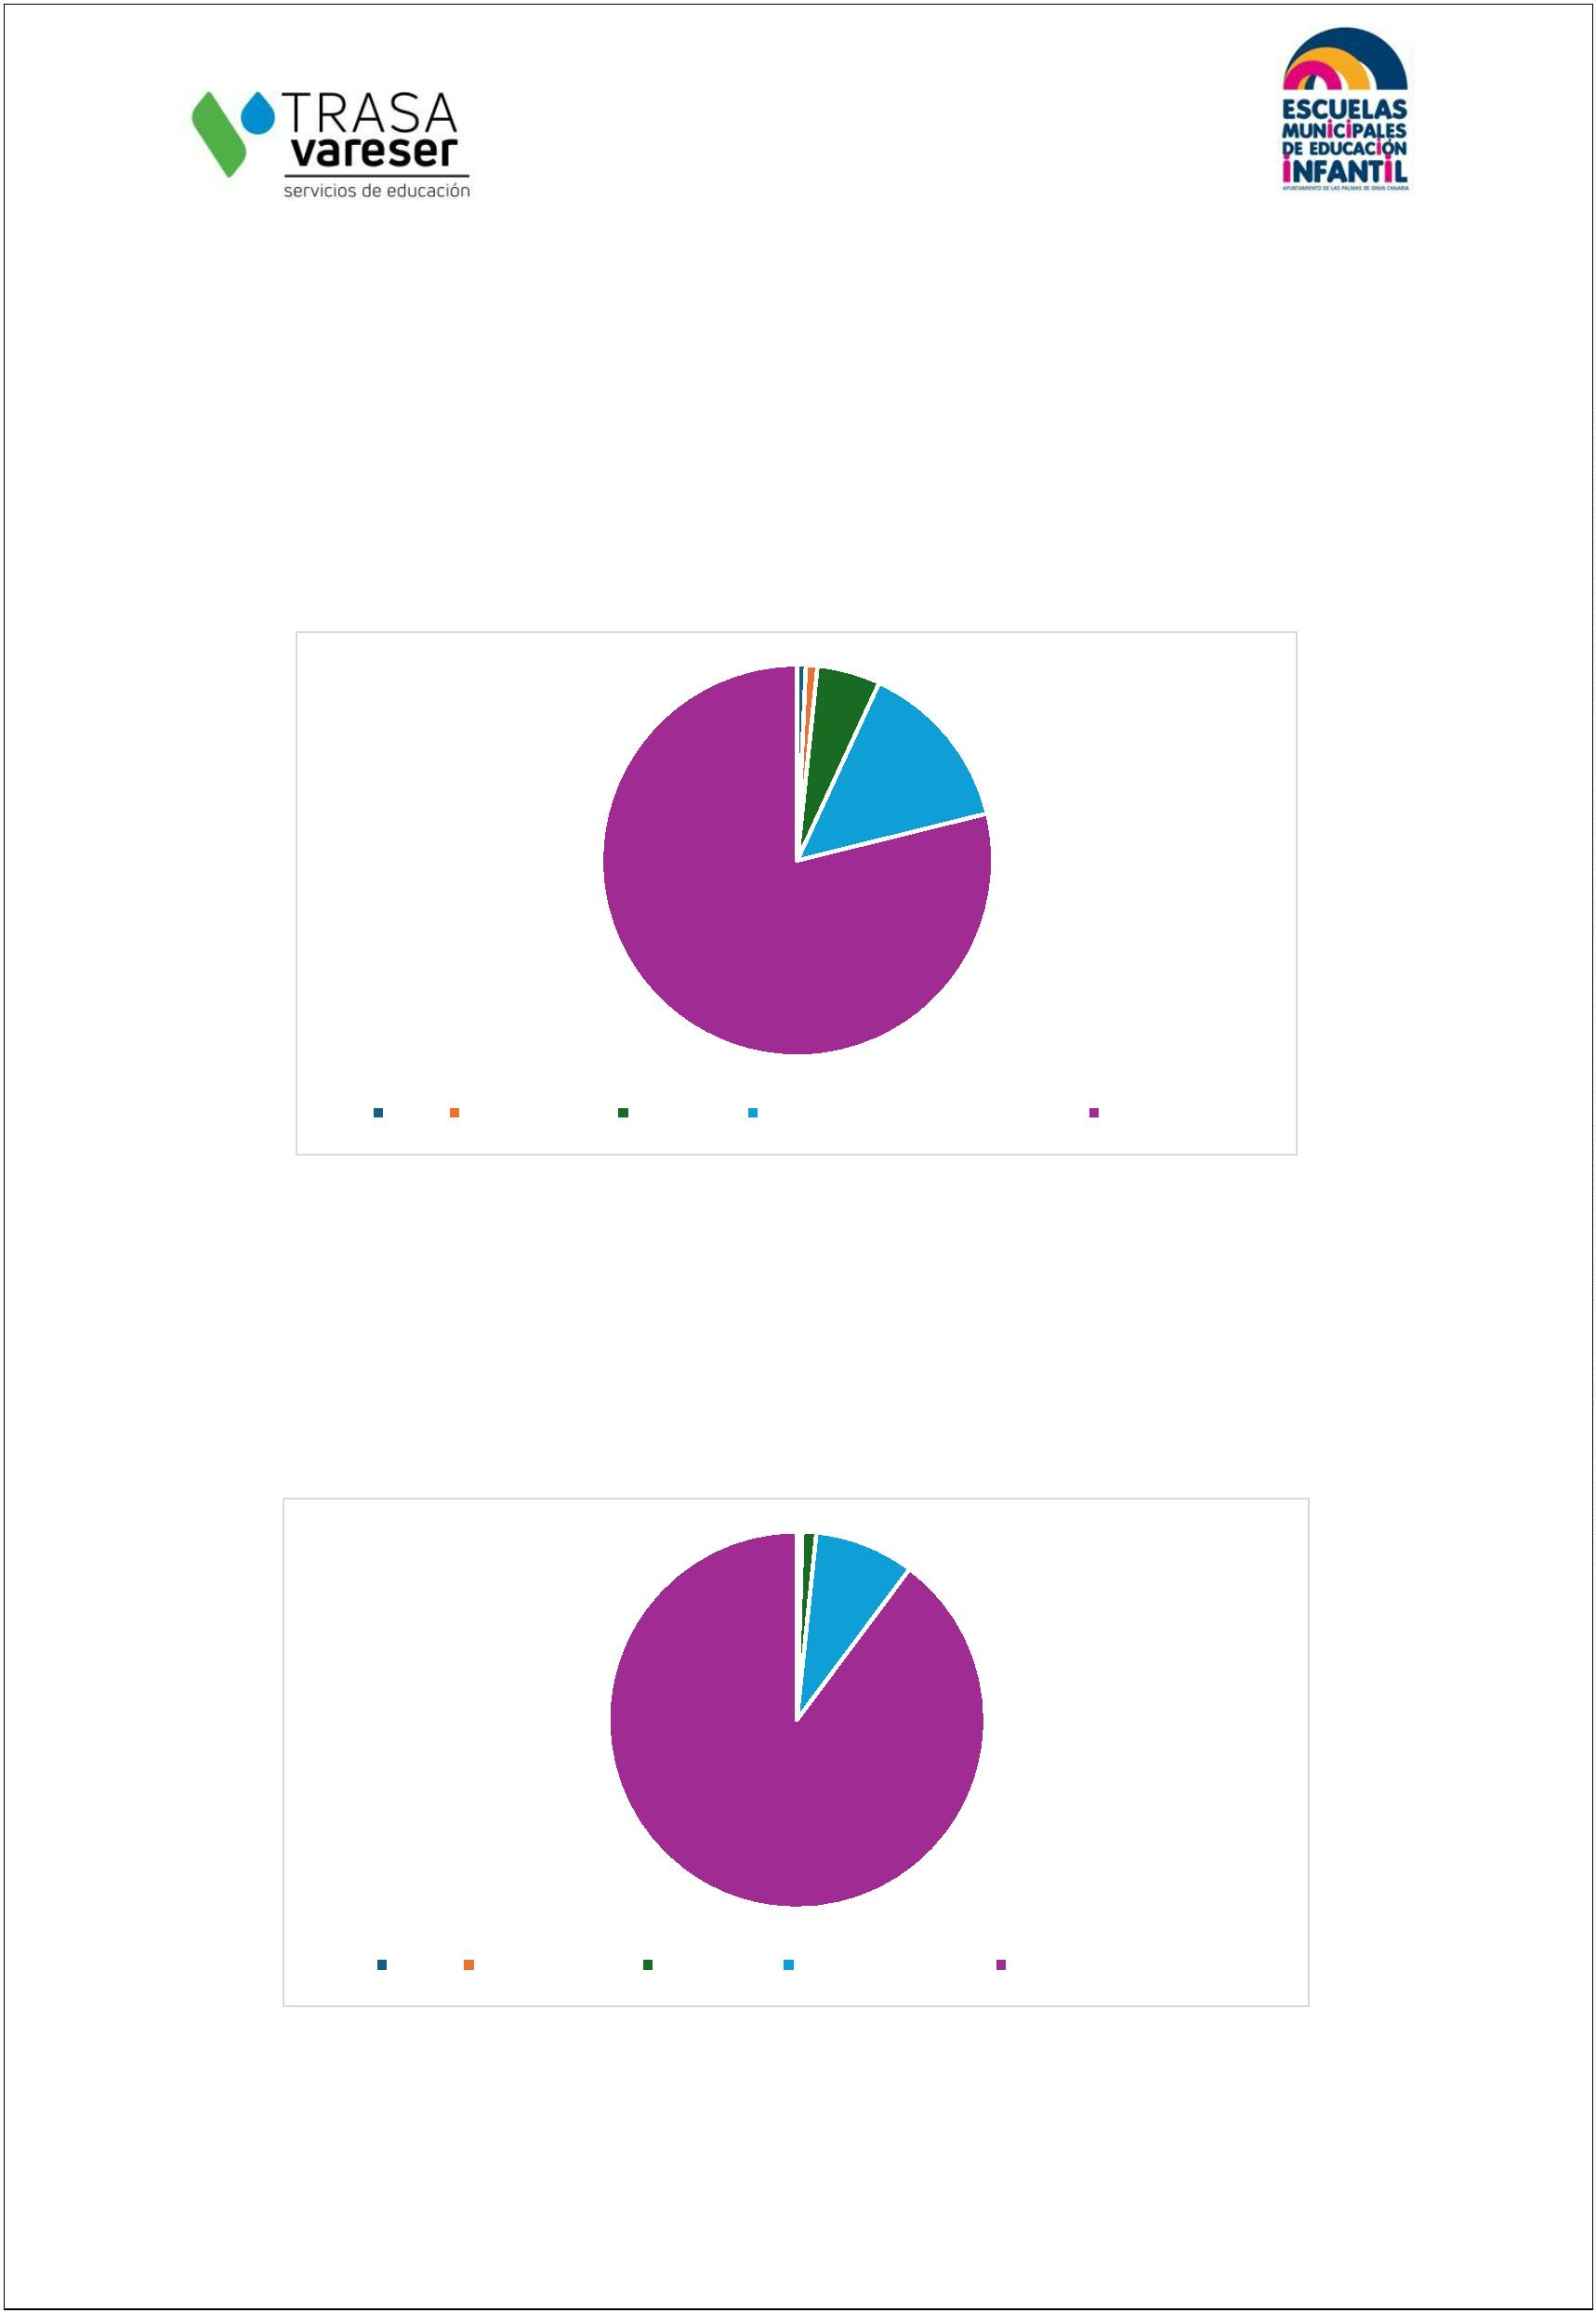 TRASA
vareser
servicios de educación
ESCUELAS
MUNiCiPALES
DE EDUCACiÓN
iNFANTiL
AYUNTAMIENTO DE LAS PALMAS DE GRAN CANARIA